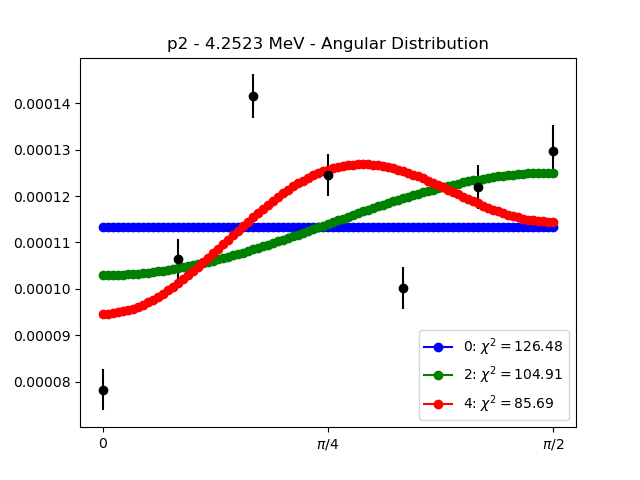 p2 - 4.2523 MeV - Angular Distribution
0.00014
0.00013
0.00012
0.00011
0.00010
0.00009
0.00008
0: χ² = 126.48
2: χ² = 104.91
4: χ² = 85.69
0
π/4
π/2